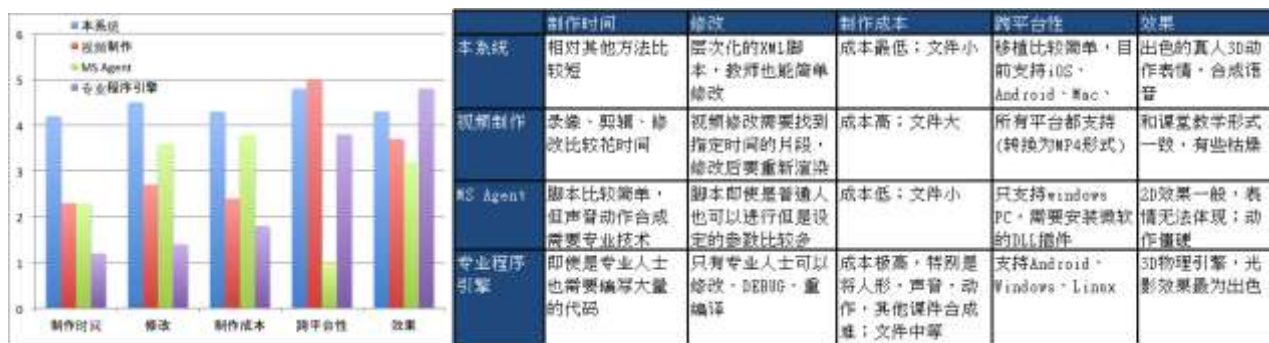 本系统
视频制作
MS Agent
专业程序引擎
6
5
4
3
2
1
0
制作时间
修改
制作成本
跨平台性
效果
制作时间 修改 制作成本 跨平台性 效果
本系统
相对其他方法比
较短
层次化的XML脚
本，教师也能简单
修改
成本最低；文件小
移植比较简单，目
前支持iOS、
Android、Mac、
出色的真人3D动
作表情，合成语
音
视频制作
录像、剪辑、修
改比较花时间
视频修改需要找到
指定时间的片段，
修改后要重新渲染
成本高；文件大
所有平台都支持
(转换为MP4形式)
和课堂教学形式
一致，有些枯燥
MS Agent
脚本比较简单，
但声音动作合成
需要专业技术
脚本即使是普通人
也可以进行但是设
定的参数比较多
成本低；文件小
只支持windows
PC，需要安装微软
的DLL插件
2D效果一般，表
情无法体现；动
作僵硬
专业程序
引擎
即使是专业人士
也需要编写大量
的代码
只有专业人士可以
修改、DEBUG、重
编译
成本极高，特别是
将人形，声音，动
作，其他课件合成
难；文件中等
支持Android、
Windows、Linux
3D物理引擎，光
影效果最为出色